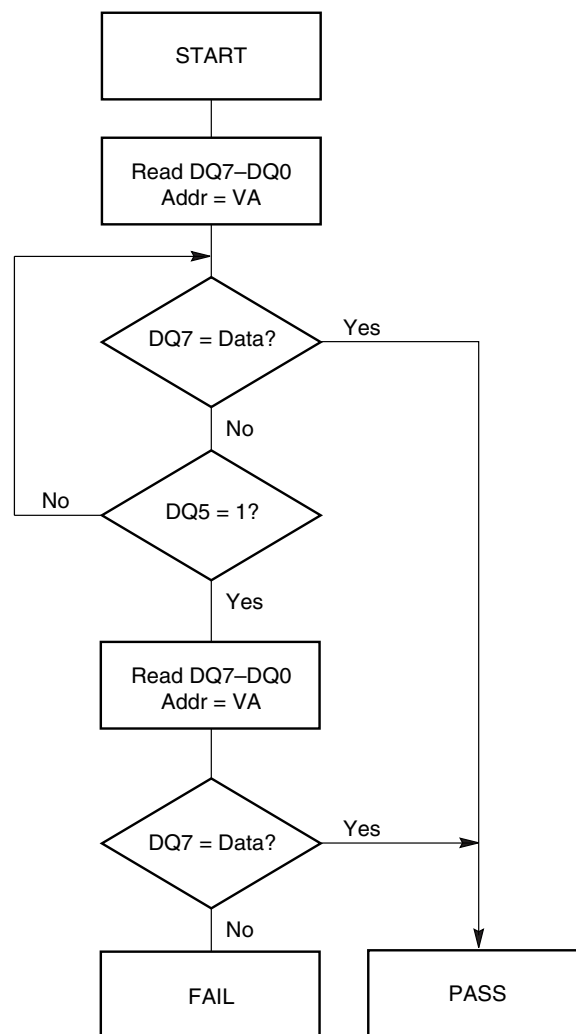 START
Read DQ7–DQ0
Addr = VA
DQ7 = Data?
Yes
No
No
DQ5 = 1?
Yes
Read DQ7–DQ0
Addr = VA
DQ7 = Data?
Yes
No
FAIL
PASS